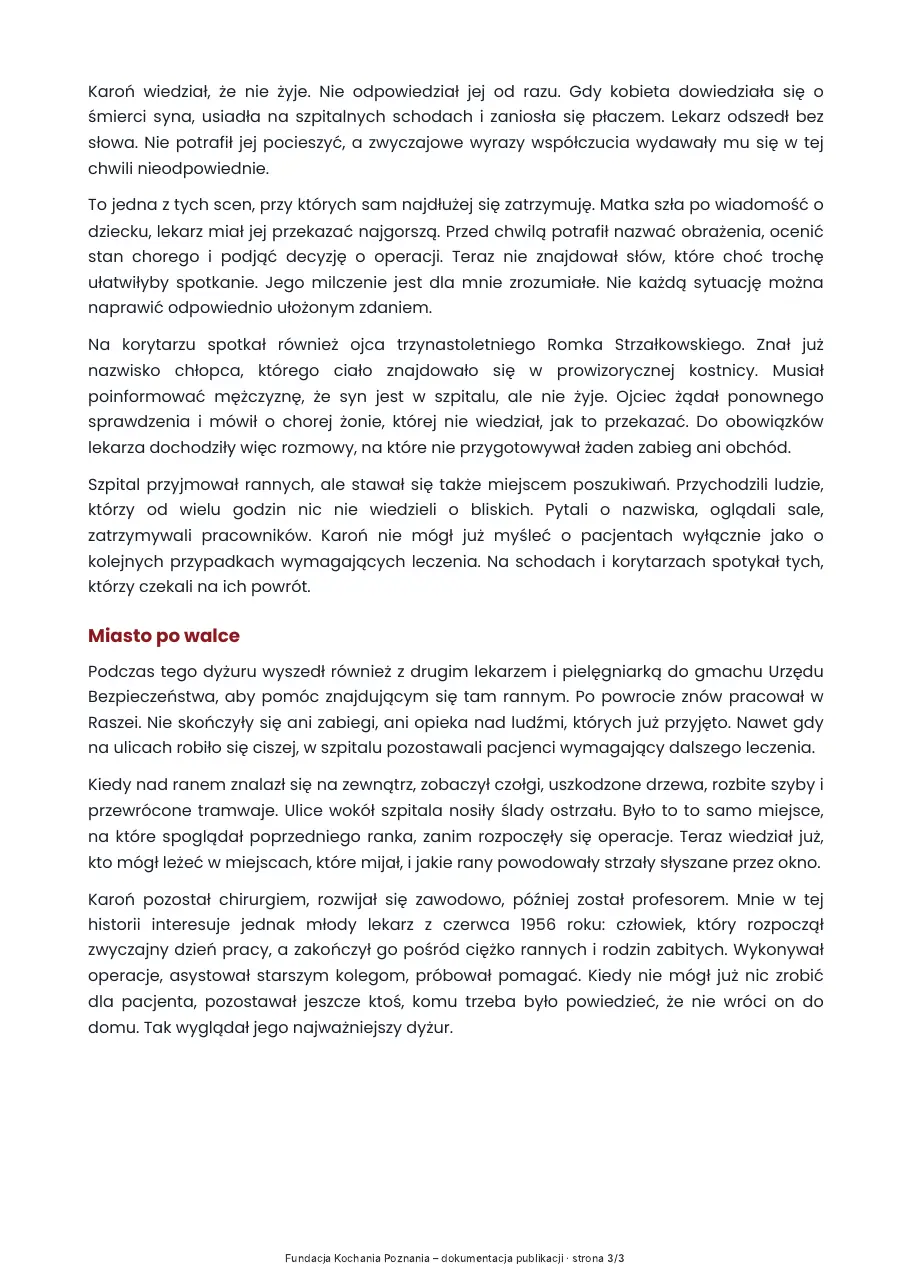 Karoń wiedział, że nie żyje. Nie odpowiedział jej od razu. Gdy kobieta dowiedziała się o
śmierci syna, usiadła na szpitalnych schodach i zaniosła się płaczem. Lekarz odszedł bez
słowa. Nie potrafił jej pocieszyć, a zwyczajowe wyrazy współczucia wydawały mu się w tej
chwili nieodpowiednie.
To jedna z tych scen, przy których sam najdłużej się zatrzymuję. Matka szła po wiadomość o
dziecku, lekarz miał jej przekazać najgorszą. Przed chwilą potrafił nazwać obrażenia, ocenić
stan chorego i podjąć decyzję o operacji. Teraz nie znajdował słów, które choć trochę
ułatwiłyby spotkanie. Jego milczenie jest dla mnie zrozumiałe. Nie każdą sytuację można
naprawić odpowiednio ułożonym zdaniem.
Na korytarzu spotkał również ojca trzynastoletniego Romka Strzałkowskiego. Znał już
nazwisko chłopca, którego ciało znajdowało się w prowizorycznej kostnicy. Musiał
poinformować mężczyznę, że syn jest w szpitalu, ale nie żyje. Ojciec żądał ponownego
sprawdzenia i mówił o chorej żonie, której nie wiedział, jak to przekazać. Do obowiązków
lekarza dochodziły więc rozmowy, na które nie przygotowywał żaden zabieg ani obchód.
Szpital przyjmował rannych, ale stawał się także miejscem poszukiwań. Przychodzili ludzie,
którzy od wielu godzin nic nie wiedzieli o bliskich. Pytali o nazwiska, oglądali sale,
zatrzymywali pracowników. Karoń nie mógł już myśleć o pacjentach wyłącznie jako o
kolejnych przypadkach wymagających leczenia. Na schodach i korytarzach spotykał tych,
którzy czekali na ich powrót.
Miasto po walce
Podczas tego dyżuru wyszedł również z drugim lekarzem i pielęgniarką do gmachu Urzędu
Bezpieczeństwa, aby pomóc znajdującym się tam rannym. Po powrocie znów pracował w
Raszei. Nie skończyły się ani zabiegi, ani opieka nad ludźmi, których już przyjęto. Nawet gdy
na ulicach robiło się ciszej, w szpitalu pozostawali pacjenci wymagający dalszego leczenia.
Kiedy nad ranem znalazł się na zewnątrz, zobaczył czołgi, uszkodzone drzewa, rozbite szyby i
przewrócone tramwaje. Ulice wokół szpitala nosiły ślady ostrzału. Było to to samo miejsce,
na które spoglądał poprzedniego ranka, zanim rozpoczęły się operacje. Teraz wiedział już,
kto mógł leżeć w miejscach, które mijał, i jakie rany powodowały strzały słyszane przez okno.
Karoń pozostał chirurgiem, rozwijał się zawodowo, później został profesorem. Mnie w tej
historii interesuje jednak młody lekarz z czerwca 1956 roku: człowiek, który rozpoczął
zwyczajny dzień pracy, a zakończył go pośród ciężko rannych i rodzin zabitych. Wykonywał
operacje, asystował starszym kolegom, próbował pomagać. Kiedy nie mógł już nic zrobić
dla pacjenta, pozostawał jeszcze ktoś, komu trzeba było powiedzieć, że nie wróci on do
domu. Tak wyglądał jego najważniejszy dyżur.
Fundacja Kochania Poznania – dokumentacja publikacji · strona 3/3